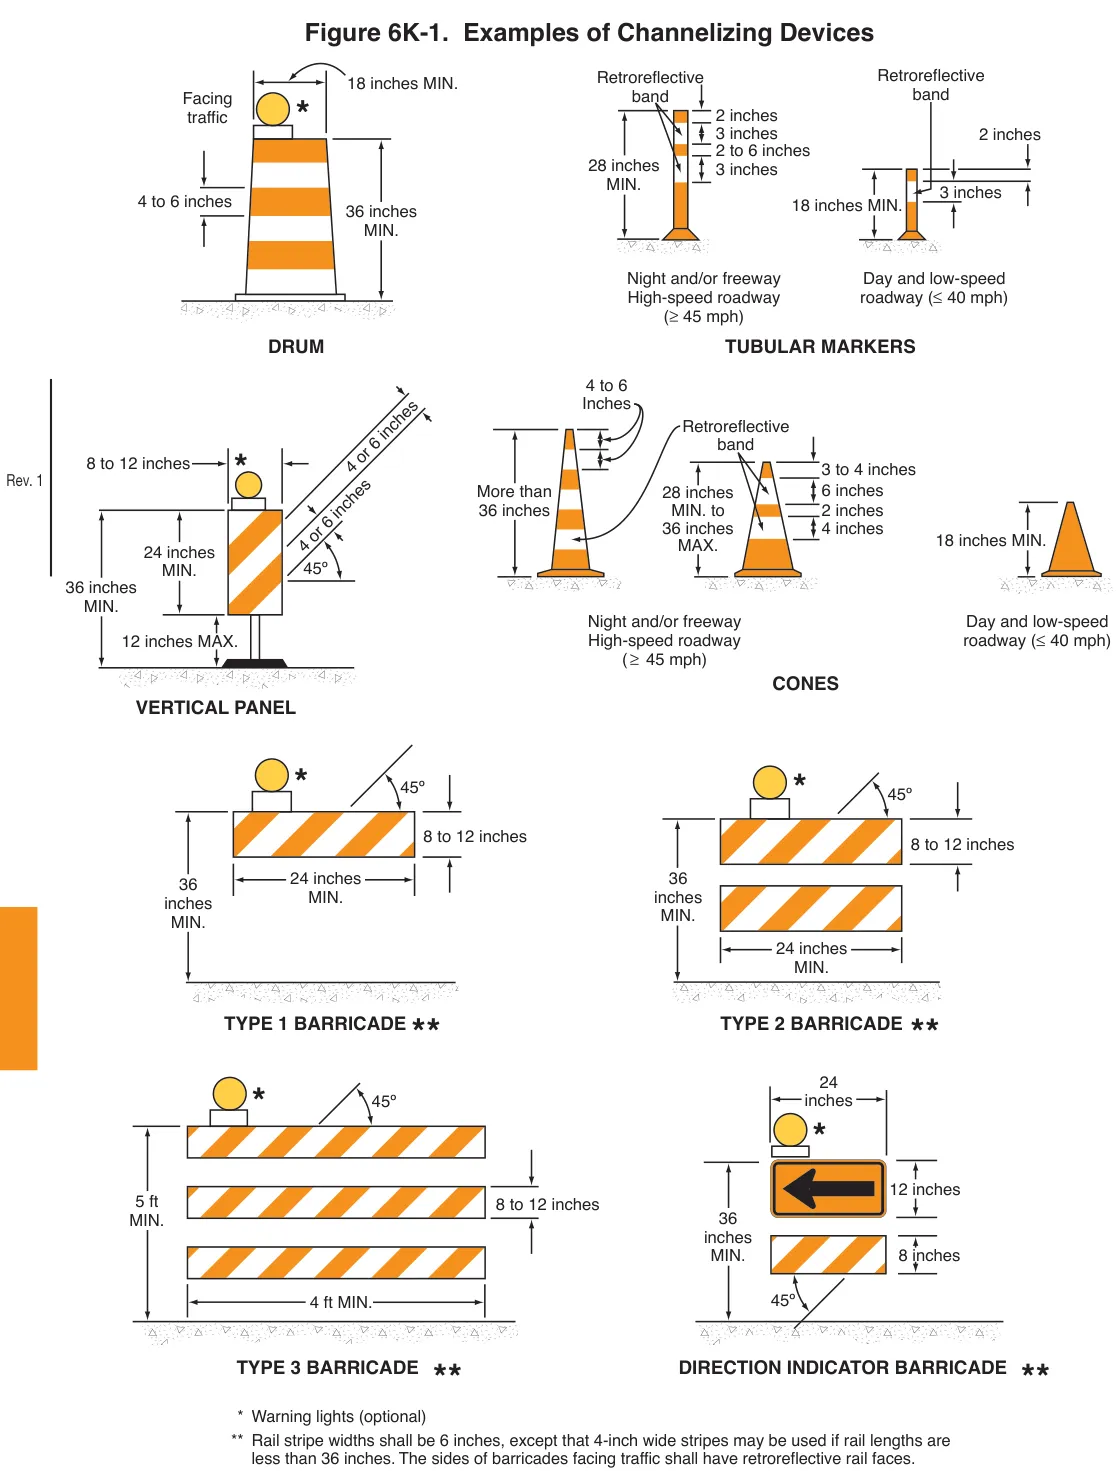 Figure 6K-1. Examples of Channelizing Devices
18 inches MIN.
Facing
traffic
*
4 to 6 inches
36 inches
MIN.
DRUM
Retroreflective
band
2 inches
3 inches
2 to 6 inches
3 inches
28 inches
MIN.
Night and/or freeway
High-speed roadway
(≥ 45 mph)
Retroreflective
band
2 inches
3 inches
18 inches MIN.
Day and low-speed
roadway (≤ 40 mph)
TUBULAR MARKERS
Rev. 1
8 to 12 inches
*
4 or 6 inches
4 or 6 inches
45º
24 inches
MIN.
36 inches
MIN.
12 inches MAX.
VERTICAL PANEL
4 to 6
Inches
Retroreflective
band
More than
36 inches
28 inches
MIN. to
36 inches
MAX.
3 to 4 inches
6 inches
2 inches
4 inches
Night and/or freeway
High-speed roadway
(≥ 45 mph)
18 inches MIN.
Day and low-speed
roadway (≤ 40 mph)
CONES
*
45º
8 to 12 inches
24 inches
MIN.
36
inches
MIN.
TYPE 1 BARRICADE **
*
45º
8 to 12 inches
36
inches
MIN.
24 inches
MIN.
TYPE 2 BARRICADE **
*
45º
5 ft
MIN.
8 to 12 inches
4 ft MIN.
TYPE 3 BARRICADE **
24
inches
*
12 inches
36
inches
MIN.
8 inches
45º
DIRECTION INDICATOR BARRICADE **
* Warning lights (optional)
** Rail stripe widths shall be 6 inches, except that 4-inch wide stripes may be used if rail lengths are
less than 36 inches. The sides of barricades facing traffic shall have retroreflective rail faces.